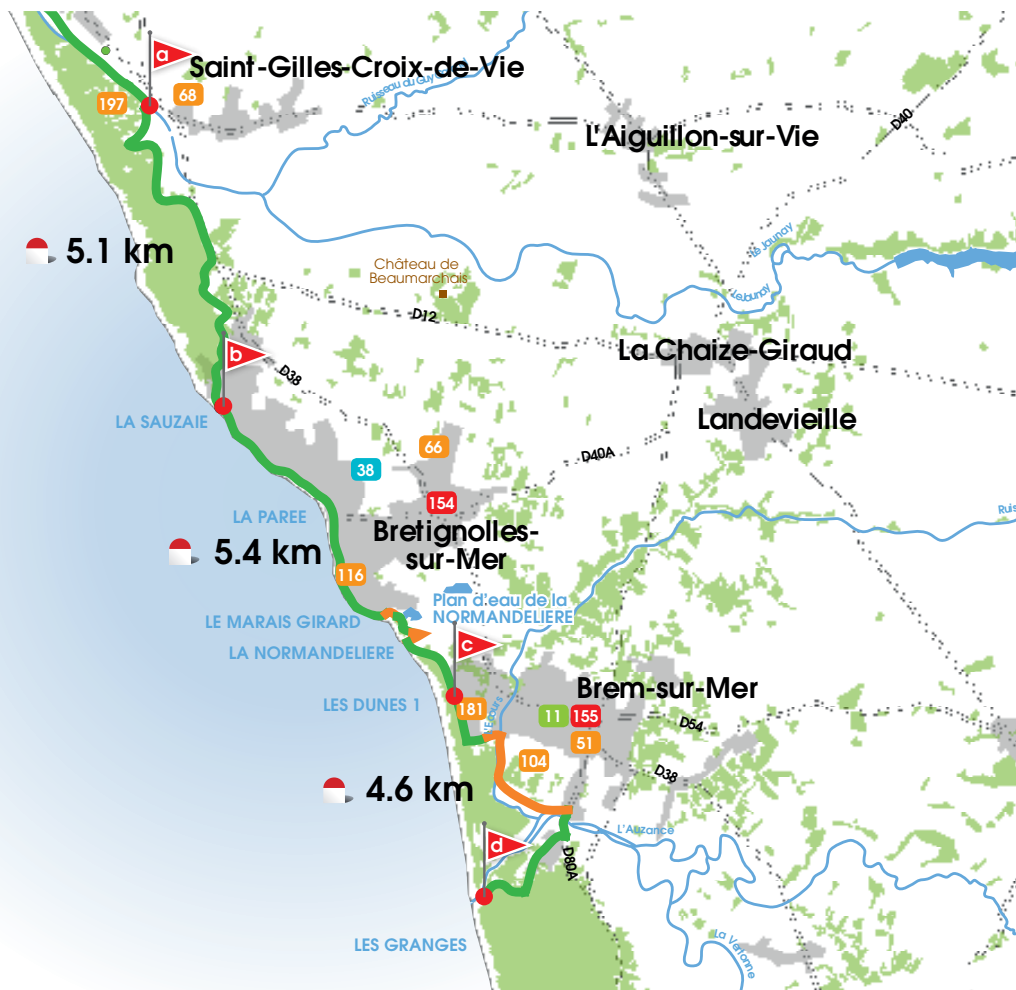 a
Saint-Gilles-Croix-de-Vie
197
68
L'Aiguillon-sur-Vie
D40
Le Jaunay
5.1 km
Château de
Beaumarchais
Le Jaunay
D12
La Chaize-Giraud
b
D38
Landevieille
LA SAUZAIE
66
D40A
38
154
LA PAREE
Bretignolles-
sur-Mer
5.4 km
116
Plan d'eau de la
NORMANDELIERE
LE MARAIS GIRARD
LA NORMANDELIERE
c
Brem-sur-Mer
LES DUNES 1
181
11
155
D54
51
104
D38
4.6 km
L'Auzance
d
D80A
LES GRANGES
La Vertonne